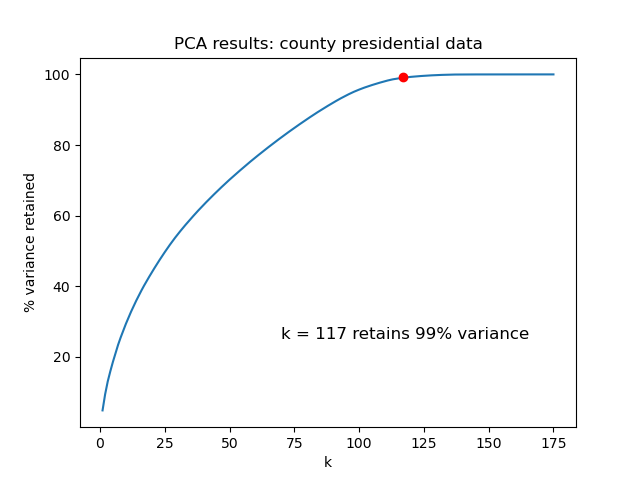 PCA results: county presidential data
% variance retained
100
80
60
40
20
k = 117 retains 99% variance
0 25 50 75 100 125 150 175
k